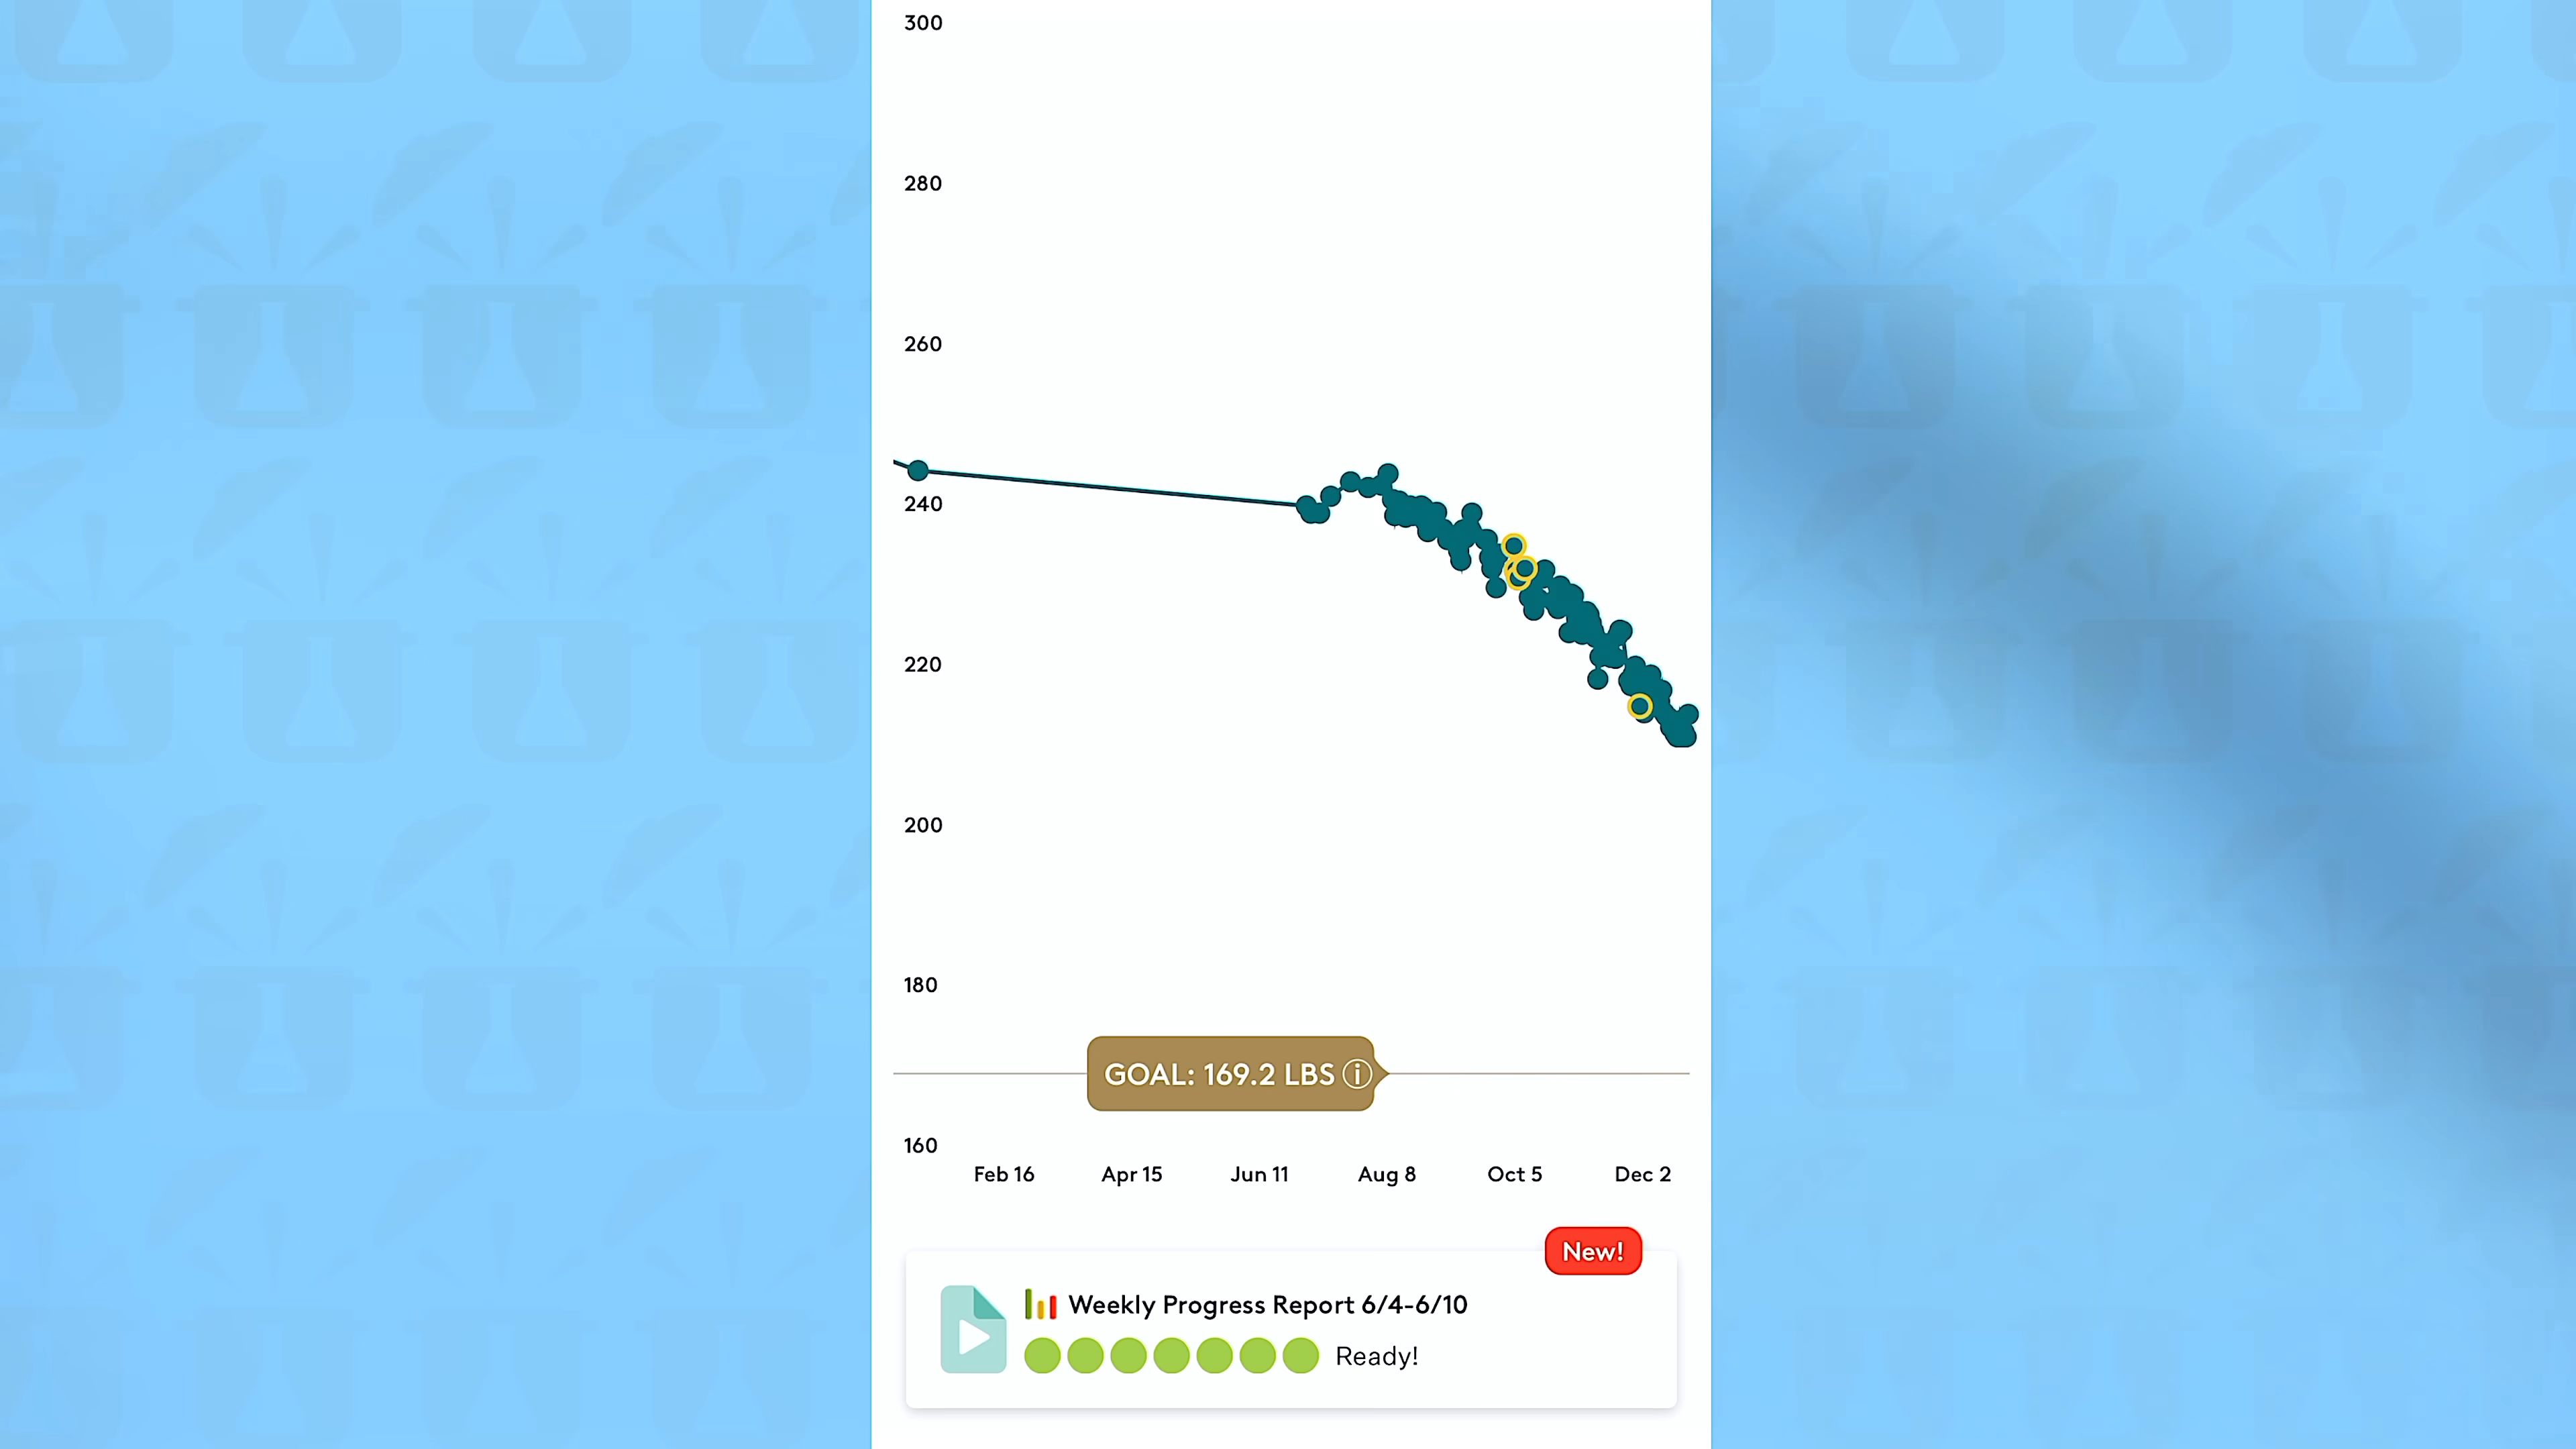 300
280
260
240
220
200
180
GOAL: 169.2 LBS ⓘ
160
Feb 16 Apr 15 Jun 11 Aug 8 Oct 5 Dec 2
New!
Weekly Progress Report 6/4-6/10
Ready!